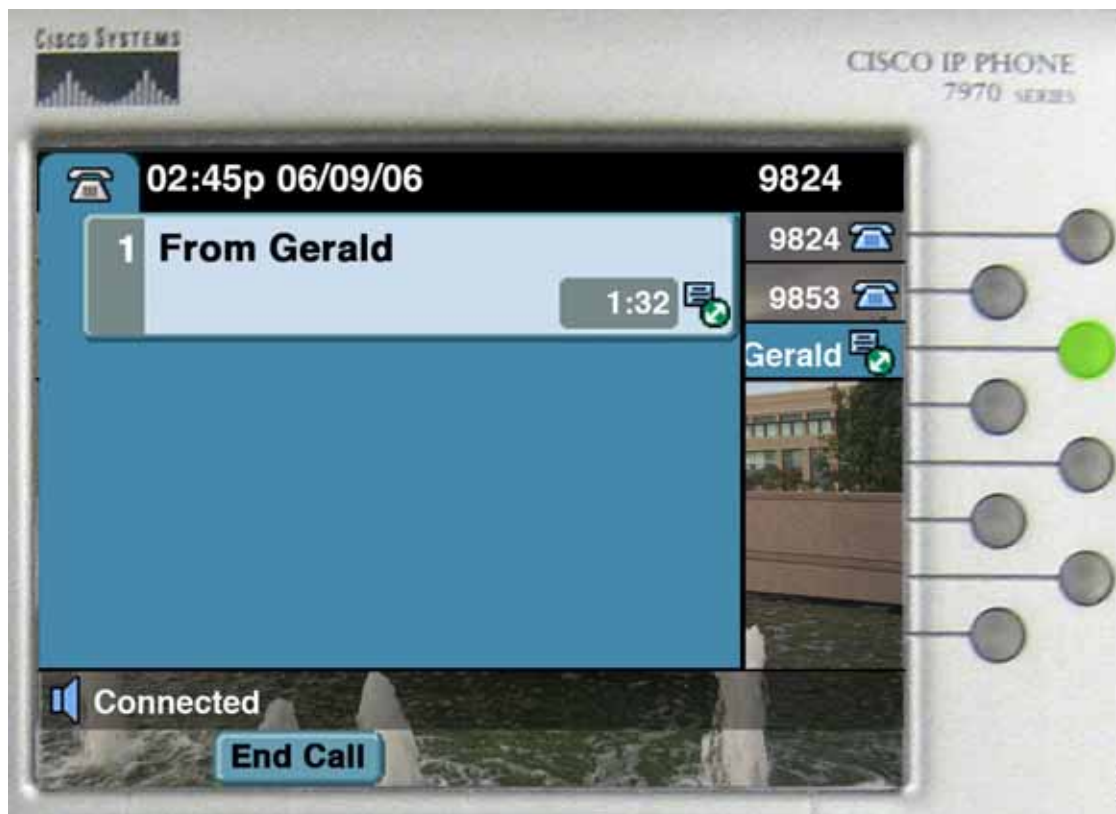 CISCO SYSTEMS
CISCO IP PHONE
7970 SERIES
02:45p 06/09/06
9824
1 From Gerald
1:32
9824
9853
Gerald
Connected
End Call